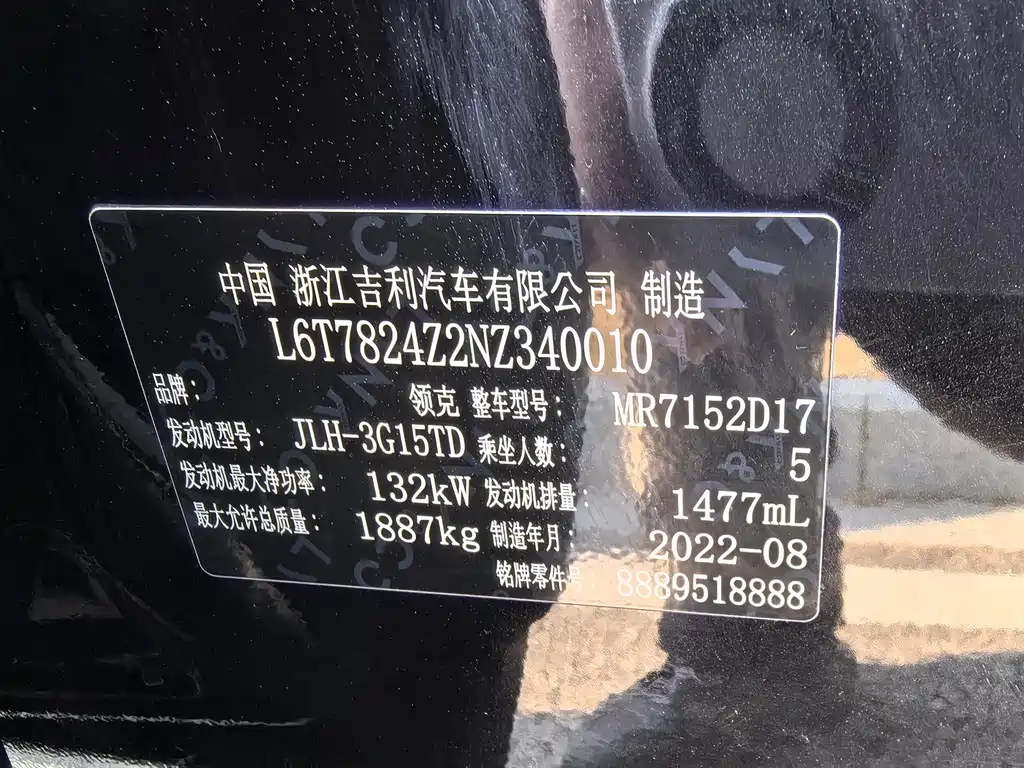 中国 浙江吉利汽车有限公司 制造
L6T7824Z2NZ340010
品牌： 领克 整车型号： MR7152D17
发动机型号： JLH-3G15TD 乘坐人数： 5
发动机最大净功率： 132kW 发动机排量： 1477mL
最大允许总质量： 1887kg 制造年月： 2022-08
铭牌零件号： 8889518888